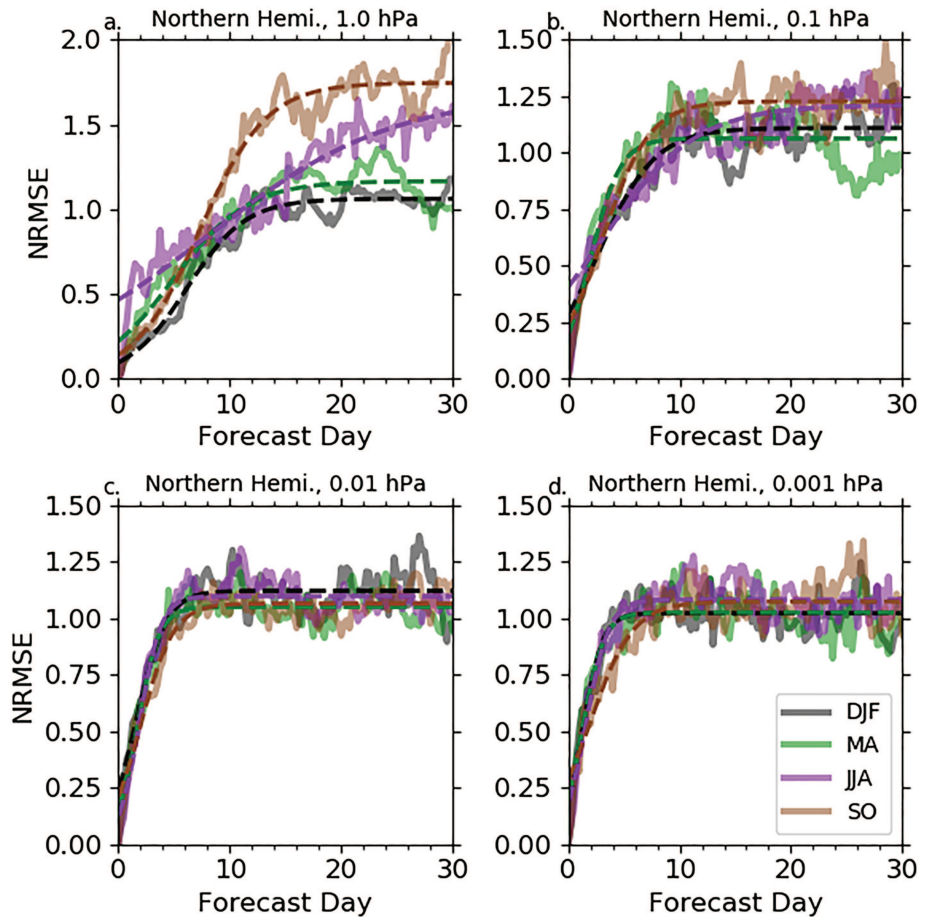 a. Northern Hemi., 1.0 hPa
2.0
1.5
1.0
0.5
0.0
NRMSE
0 10 20 30
Forecast Day
b. Northern Hemi., 0.1 hPa
1.50
1.25
1.00
0.75
0.50
0.25
0.00
0 10 20 30
Forecast Day
c. Northern Hemi., 0.01 hPa
1.50
1.25
1.00
0.75
0.50
0.25
0.00
NRMSE
0 10 20 30
Forecast Day
d. Northern Hemi., 0.001 hPa
1.50
1.25
1.00
0.75
0.50
0.25
0.00
DJF
MA
JJA
SO
0 10 20 30
Forecast Day